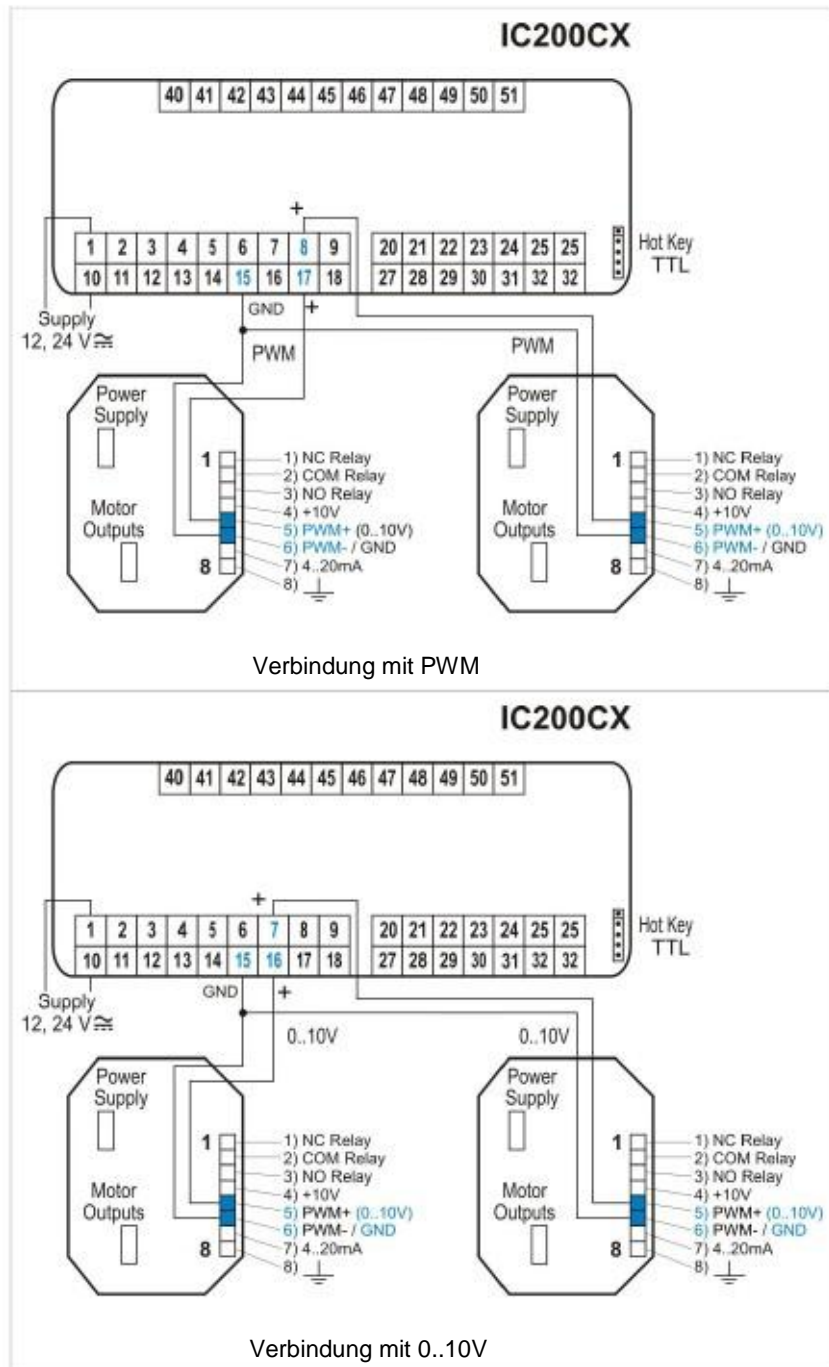 IC200CX
40 41 42 43 44 45 46 47 48 49 50 51
+
1 2 3 4 5 6 7 8 9 20 21 22 23 24 25 25
10 11 12 13 14 15 16 17 18 27 28 29 30 31 32 32
Hot Key
TTL
GND +
Supply
12, 24 V ≅
PWM PWM
Power
Supply
Motor
Outputs
1
8
1) NC Relay
2) COM Relay
3) NO Relay
4) +10V
5) PWM+ (0..10V)
6) PWM- / GND
7) 4..20mA
8)
Power
Supply
Motor
Outputs
1
8
1) NC Relay
2) COM Relay
3) NO Relay
4) +10V
5) PWM+ (0..10V)
6) PWM- / GND
7) 4..20mA
8)
Verbindung mit PWM
IC200CX
40 41 42 43 44 45 46 47 48 49 50 51
+
1 2 3 4 5 6 7 8 9 20 21 22 23 24 25 25
10 11 12 13 14 15 16 17 18 27 28 29 30 31 32 32
Hot Key
TTL
GND +
Supply
12, 24 V ≅
0..10V 0..10V
Power
Supply
Motor
Outputs
1
8
1) NC Relay
2) COM Relay
3) NO Relay
4) +10V
5) PWM+ (0..10V)
6) PWM- / GND
7) 4..20mA
8)
Power
Supply
Motor
Outputs
1
8
1) NC Relay
2) COM Relay
3) NO Relay
4) +10V
5) PWM+ (0..10V)
6) PWM- / GND
7) 4..20mA
8)
Verbindung mit 0..10V